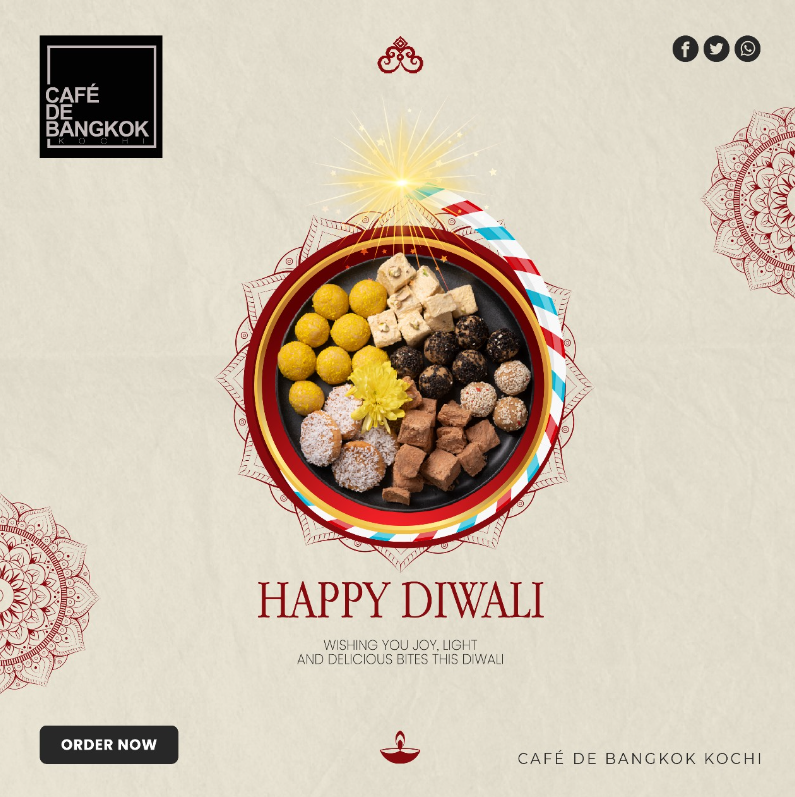 CAFÉ
DE
BANGKOK
KOCHI
HAPPY DIWALI
WISHING YOU JOY, LIGHT
AND DELICIOUS BITES THIS DIWALI
ORDER NOW
CAFÉ DE BANGKOK KOCHI